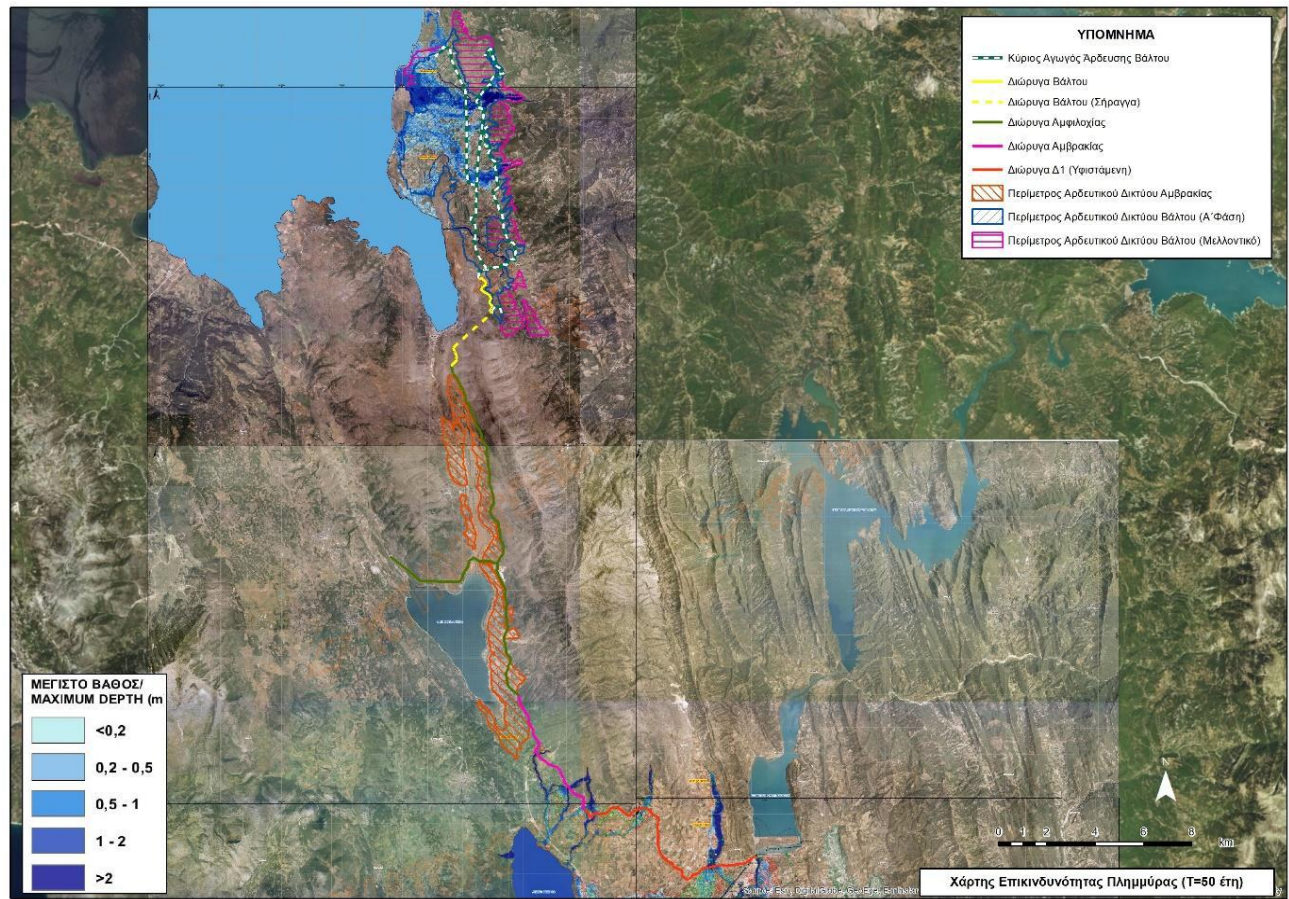 ΥΠΟΜΝΗΜΑ
Κύριος Αγωγός Άρδευσης Βάλτου
Διώρυγα Βάλτου
Διώρυγα Βάλτου (Σήραγγα)
Διώρυγα Αμφιλοχίας
Διώρυγα Αμβρακίας
Διώρυγα Δ1 (Υφιστάμενη)
Περίμετρος Αρδευτικού Δικτύου Αμβρακίας
Περίμετρος Αρδευτικού Δικτύου Βάλτου (Α΄Φάση)
Περίμετρος Αρδευτικού Δικτύου Βάλτου (Μελλοντικό)
ΜΕΓΙΣΤΟ ΒΑΘΟΣ/
MAXIMUM DEPTH (m
<0,2
0,2 - 0,5
0,5 - 1
1 - 2
>2
N
0 1 2 4 6 8
km
Χάρτης Επικινδυνότητας Πλημμύρας (T=50 έτη)